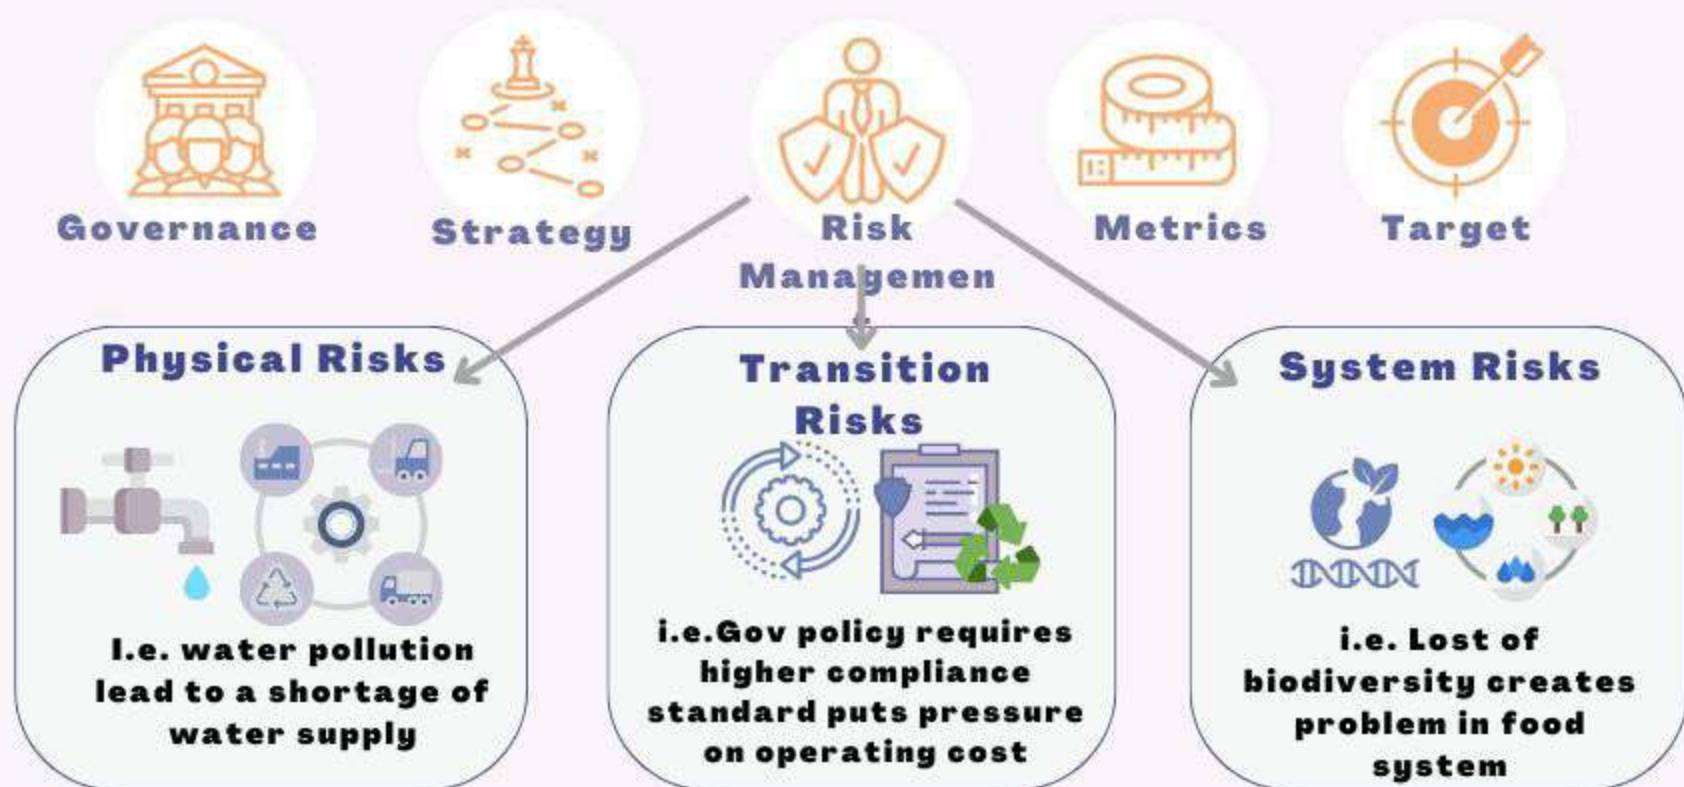 Governance
Strategy
Risk
Managemen
t
Metrics
Target
Physical Risks
I.e. water pollution
lead to a shortage of
water supply
Transition
Risks
i.e.Gov policy requires
higher compliance
standard puts pressure
on operating cost
System Risks
i.e. Lost of
biodiversity creates
problem in food
system